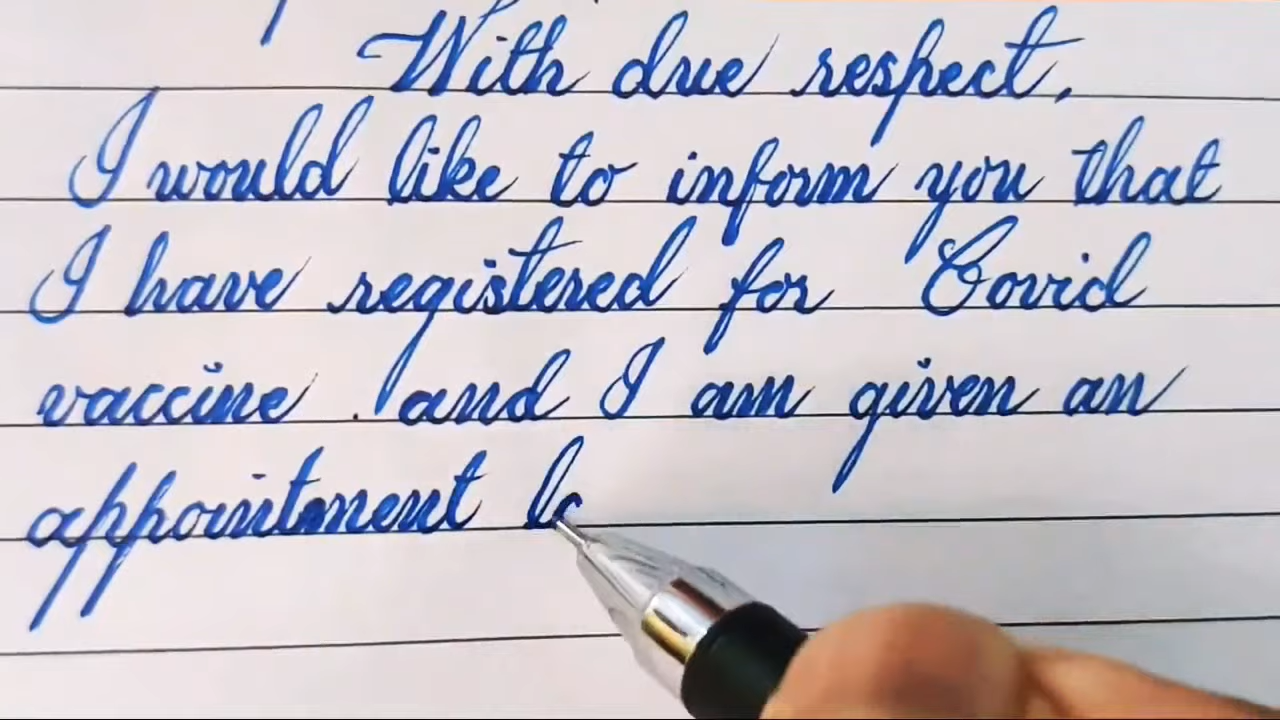 With due respect,
I would like to inform you that
I have registered for Covid
vaccine . and I am given an
appointment